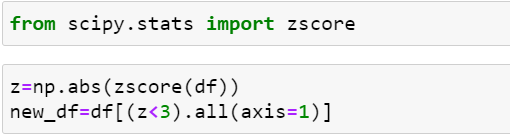 from scipy.stats import zscore
z=np.abs(zscore(df))
new_df=df[(z<3).all(axis=1)]